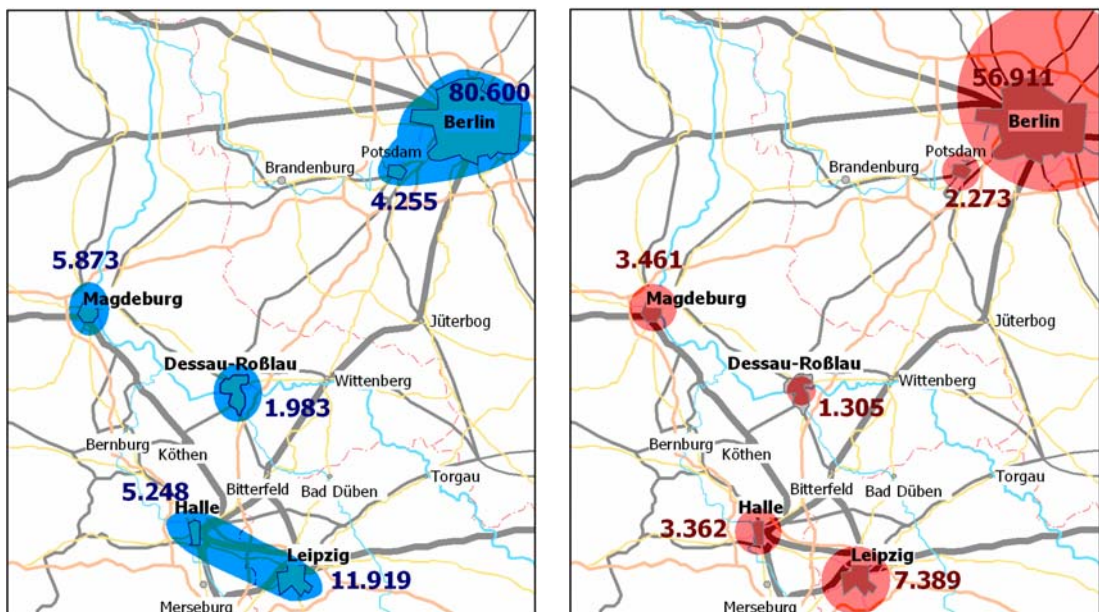 80.600
Berlin
Potsdam
Brandenburg
4.255
5.873
Magdeburg
Jüterbog
Dessau-Roßlau
Wittenberg
1.983
Bernburg
Köthen
Torgau
5.248
Bitterfeld
Bad Düben
Halle
Leipzig
11.919
Merseburg
56.911
Berlin
Potsdam
Brandenburg
2.273
3.461
Magdeburg
Jüterbog
Dessau-Roßlau
Wittenberg
1.305
Bernburg
Köthen
Torgau
Bitterfeld
Bad Düben
Halle
3.362
Leipzig
7.389
Merseburg